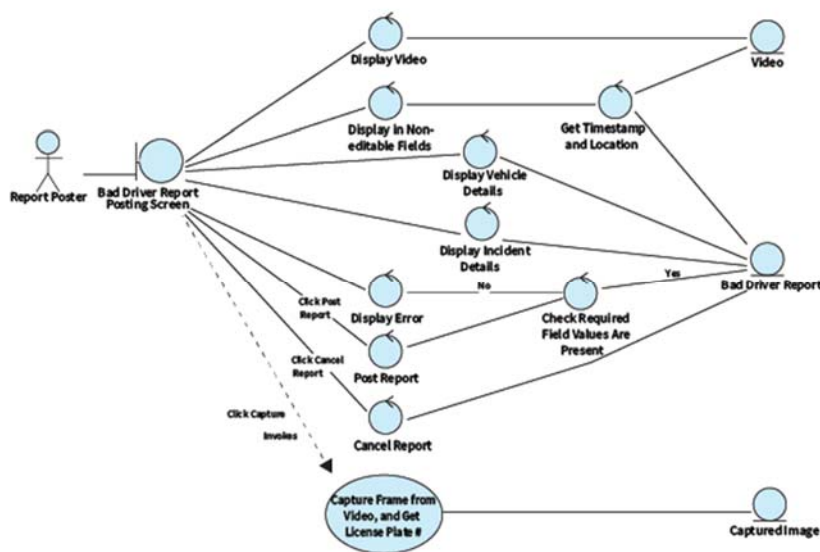 Display Video
Video
Display in Non-
editable Fields
Get Timestamp
and Location
Report Poster
Bad Driver Report
Posting Screen
Display Vehicle
Details
Display Incident
Details
Bad Driver Report
No
Yes
Click Post
Report
Display Error
Check Required
Field Values Are
Present
Click Cancel
Report
Post Report
Click Capture
Invokes
Cancel Report
Capture Frame from
Video, and Get
License Plate #
Captured Image